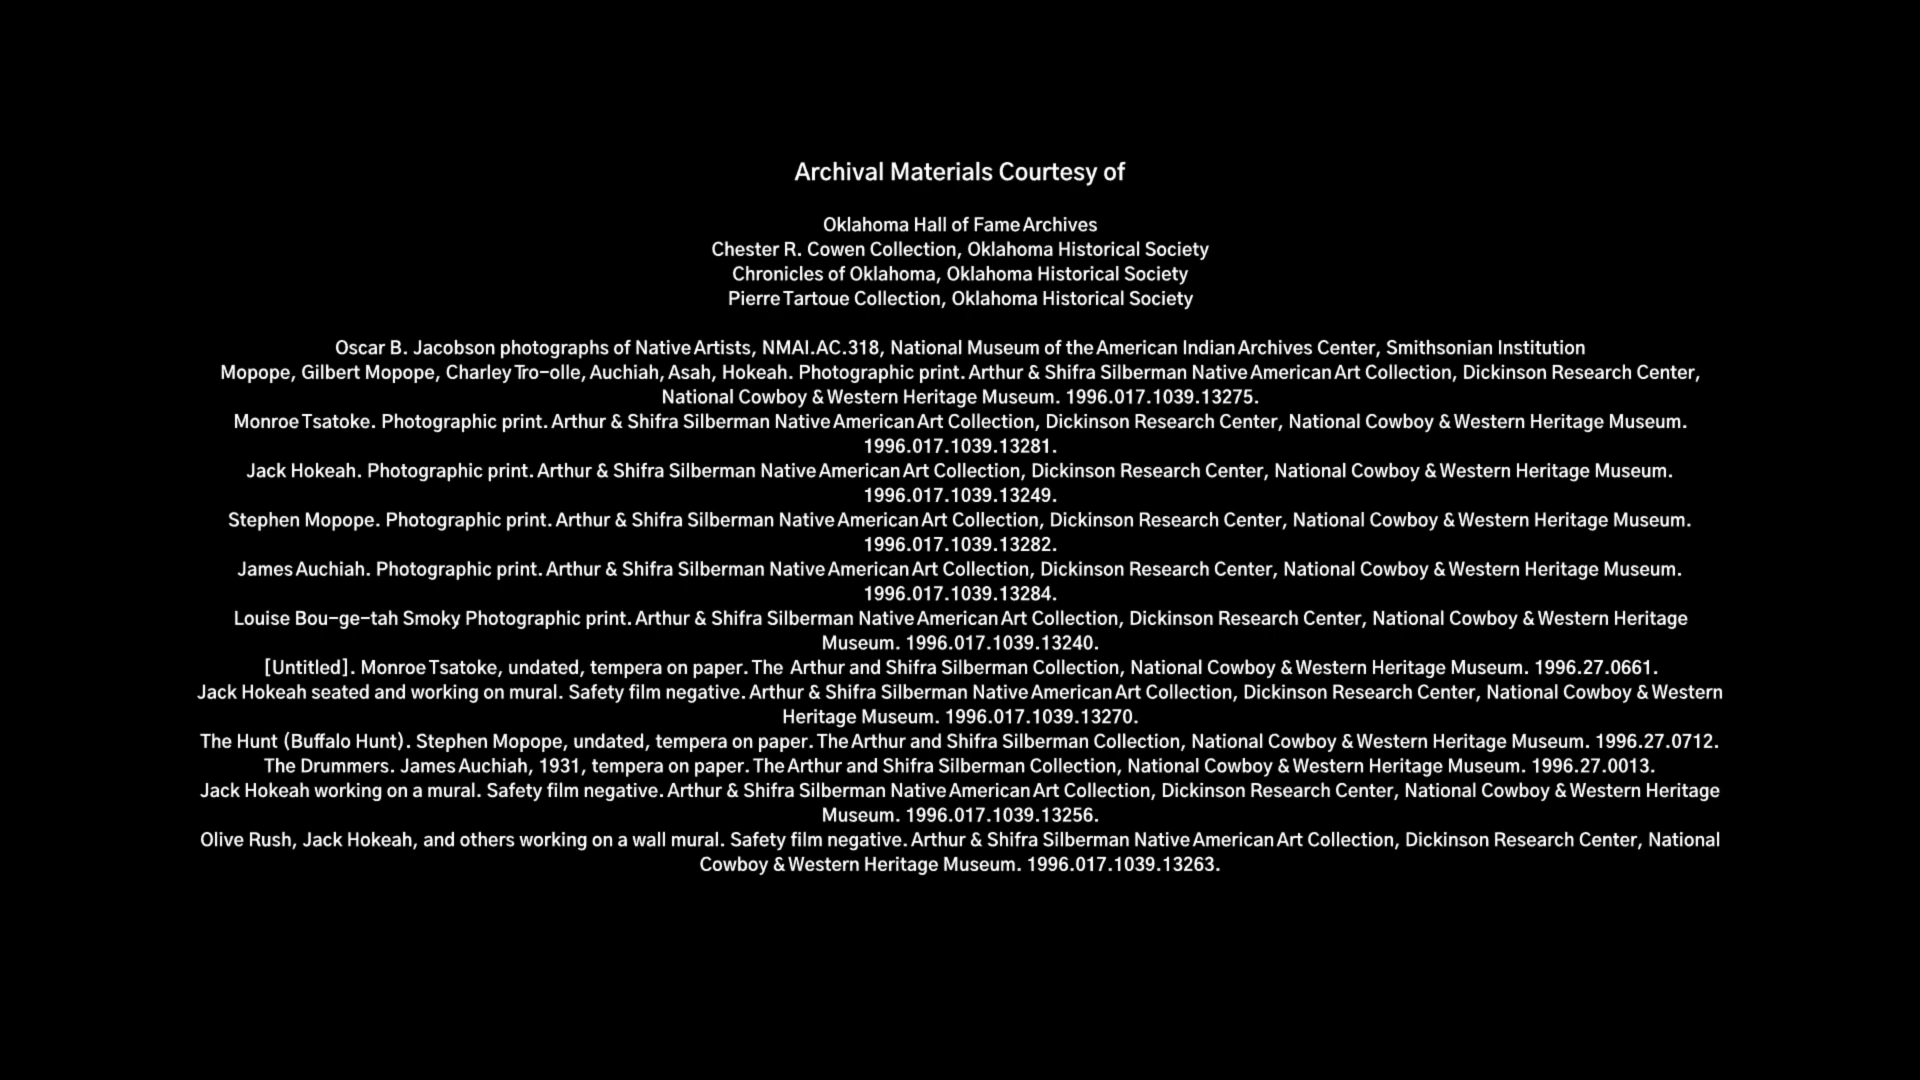 Archival Materials Courtesy of
Oklahoma Hall of Fame Archives
Chester R. Cowen Collection, Oklahoma Historical Society
Chronicles of Oklahoma, Oklahoma Historical Society
Pierre Tartoue Collection, Oklahoma Historical Society
Oscar B. Jacobson photographs of Native Artists, NMAI.AC.318, National Museum of the American Indian Archives Center, Smithsonian Institution
Mopope, Gilbert Mopope, Charley Tro-olle, Auchiah, Asah, Hokeah. Photographic print. Arthur & Shifra Silberman Native American Art Collection, Dickinson Research Center,
National Cowboy & Western Heritage Museum. 1996.017.1039.13275.
Monroe Tsatoke. Photographic print. Arthur & Shifra Silberman Native American Art Collection, Dickinson Research Center, National Cowboy & Western Heritage Museum.
1996.017.1039.13281.
Jack Hokeah. Photographic print. Arthur & Shifra Silberman Native American Art Collection, Dickinson Research Center, National Cowboy & Western Heritage Museum.
1996.017.1039.13249.
Stephen Mopope. Photographic print. Arthur & Shifra Silberman Native American Art Collection, Dickinson Research Center, National Cowboy & Western Heritage Museum.
1996.017.1039.13282.
James Auchiah. Photographic print. Arthur & Shifra Silberman Native American Art Collection, Dickinson Research Center, National Cowboy & Western Heritage Museum.
1996.017.1039.13284.
Louise Bou-ge-tah Smoky Photographic print. Arthur & Shifra Silberman Native American Art Collection, Dickinson Research Center, National Cowboy & Western Heritage
Museum. 1996.017.1039.13240.
[Untitled]. Monroe Tsatoke, undated, tempera on paper. The Arthur and Shifra Silberman Collection, National Cowboy & Western Heritage Museum. 1996.27.0661.
Jack Hokeah seated and working on mural. Safety film negative. Arthur & Shifra Silberman Native American Art Collection, Dickinson Research Center, National Cowboy & Western
Heritage Museum. 1996.017.1039.13270.
The Hunt (Buffalo Hunt). Stephen Mopope, undated, tempera on paper. The Arthur and Shifra Silberman Collection, National Cowboy & Western Heritage Museum. 1996.27.0712.
The Drummers. James Auchiah, 1931, tempera on paper. The Arthur and Shifra Silberman Collection, National Cowboy & Western Heritage Museum. 1996.27.0013.
Jack Hokeah working on a mural. Safety film negative. Arthur & Shifra Silberman Native American Art Collection, Dickinson Research Center, National Cowboy & Western Heritage
Museum. 1996.017.1039.13256.
Olive Rush, Jack Hokeah, and others working on a wall mural. Safety film negative. Arthur & Shifra Silberman Native American Art Collection, Dickinson Research Center, National
Cowboy & Western Heritage Museum. 1996.017.1039.13263.